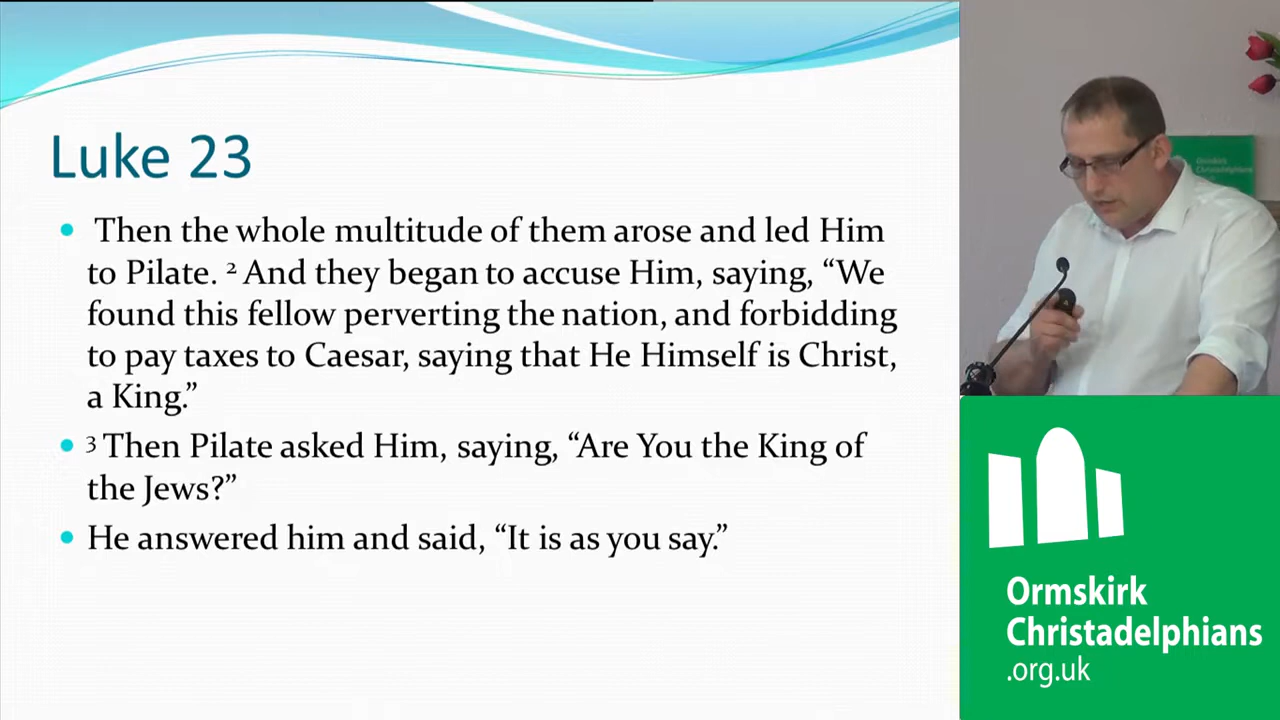 Luke 23
• Then the whole multitude of them arose and led Him
to Pilate. ² And they began to accuse Him, saying, “We
found this fellow perverting the nation, and forbidding
to pay taxes to Caesar, saying that He Himself is Christ,
a King.”
• ³ Then Pilate asked Him, saying, “Are You the King of
the Jews?”
• He answered him and said, “It is as you say.”
Ormskirk
Christadelphians
Ormskirk
Christadelphians
.org.uk